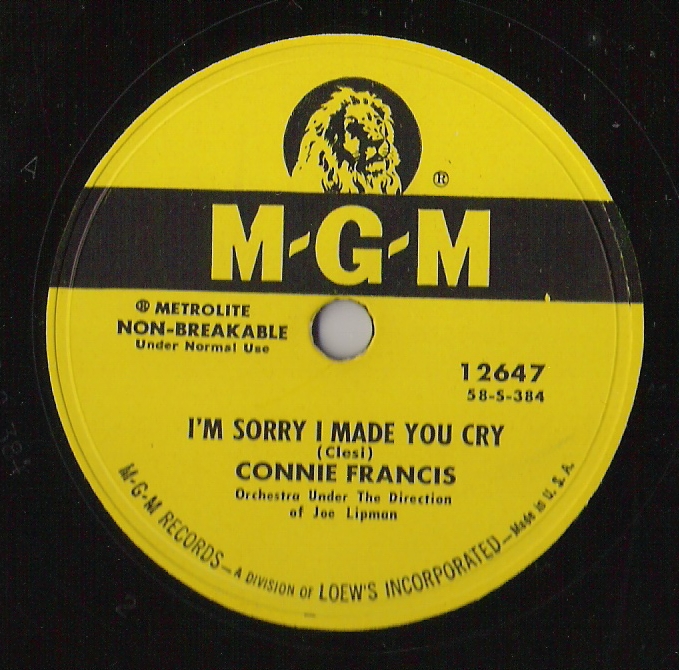 ®
M-G-M
® METROLITE
NON-BREAKABLE
Under Normal Use
12647
58-S-384
I'M SORRY I MADE YOU CRY
(Clesi)
CONNIE FRANCIS
Orchestra Under The Direction
of Joe Lipman
M-G-M RECORDS—A DIVISION OF LOEW'S INCORPORATED—Made in U. S. A.